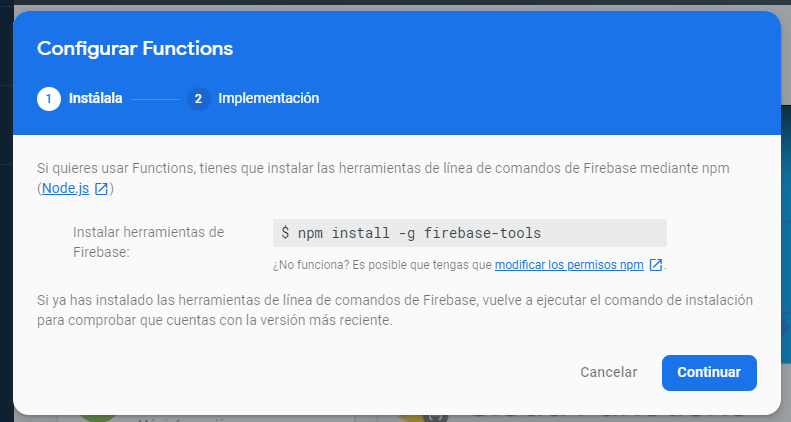 Configurar Functions
1 Instálala 2 Implementación
Si quieres usar Functions, tienes que instalar las herramientas de línea de comandos de Firebase mediante npm
(Node.js)
Instalar herramientas de
Firebase:
$ npm install -g firebase-tools
¿No funciona? Es posible que tengas que modificar los permisos npm.
Si ya has instalado las herramientas de línea de comandos de Firebase, vuelve a ejecutar el comando de instalación
para comprobar que cuentas con la versión más reciente.
Cancelar Continuar